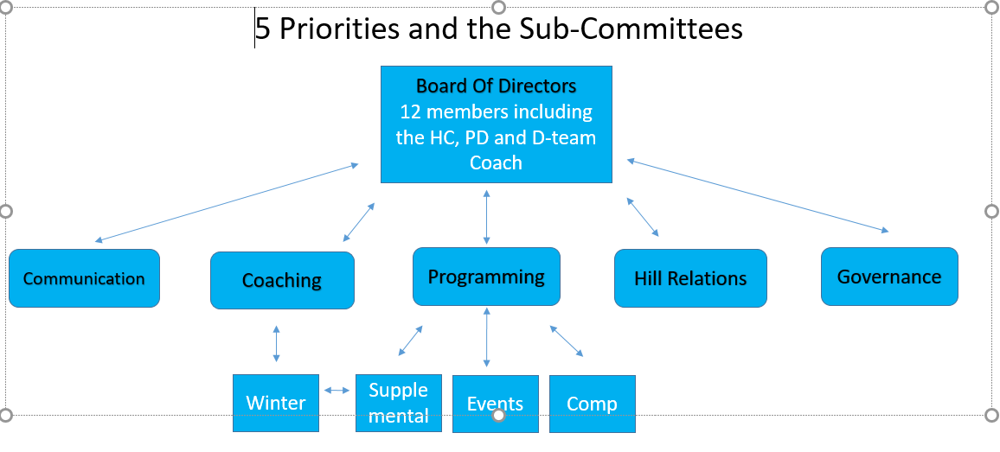 5 Priorities and the Sub-Committees
Board Of Directors
12 members including
the HC, PD and D-team
Coach
Communication
Coaching
Programming
Hill Relations
Governance
Winter
Supple
mental
Events
Comp